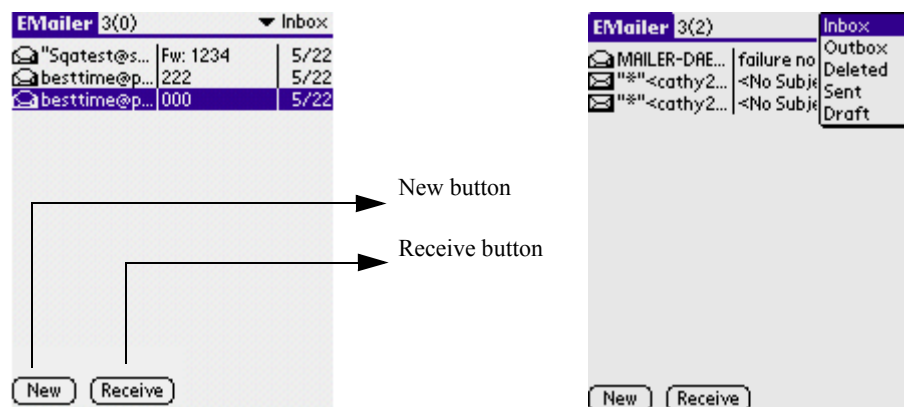 EMailer 3(0) Inbox
"Sqatest@s... Fw: 1234 5/22
besttime@p... 222 5/22
besttime@p... 000 5/22
New Receive
New button
Receive button
EMailer 3(2)
MAILER-DAE... failure no
"*"<cathy2... <No Subje
"*"<cathy2... <No Subje
Inbox
Outbox
Deleted
Sent
Draft
New Receive